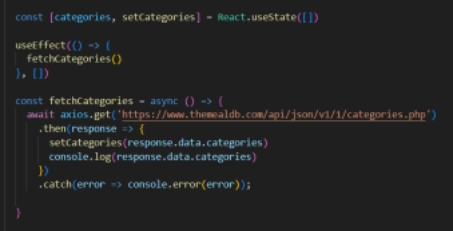 const [categories, setCategories] = React.useState([])
useEffect(() => {
fetchCategories()
}, [])
const fetchCategories = async () => {
await axios.get('https://www.themealdb.com/api/json/v1/1/categories.php')
.then(response => {
setCategories(response.data.categories)
console.log(response.data.categories)
})
.catch(error => console.error(error));
}